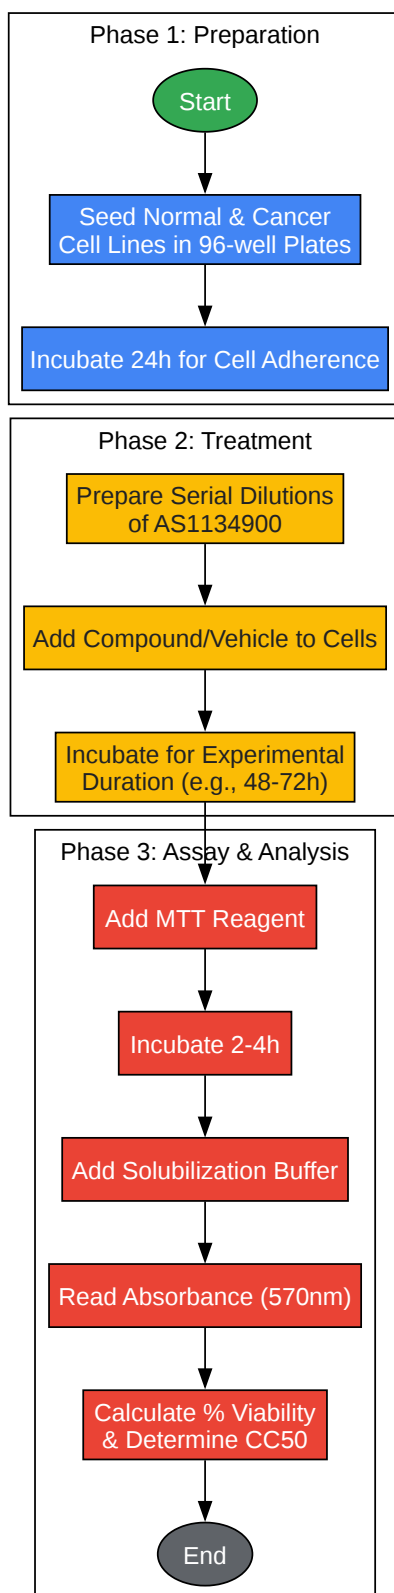 Phase 1: Preparation
Start
Seed Normal & Cancer
Cell Lines in 96-well Plates
Incubate 24h for Cell Adherence
Phase 2: Treatment
Prepare Serial Dilutions
of AS1134900
Add Compound/Vehicle to Cells
Incubate for Experimental
Duration (e.g., 48-72h)
Phase 3: Assay & Analysis
Add MTT Reagent
Incubate 2-4h
Add Solubilization Buffer
Read Absorbance (570nm)
Calculate % Viability
& Determine CC50
End